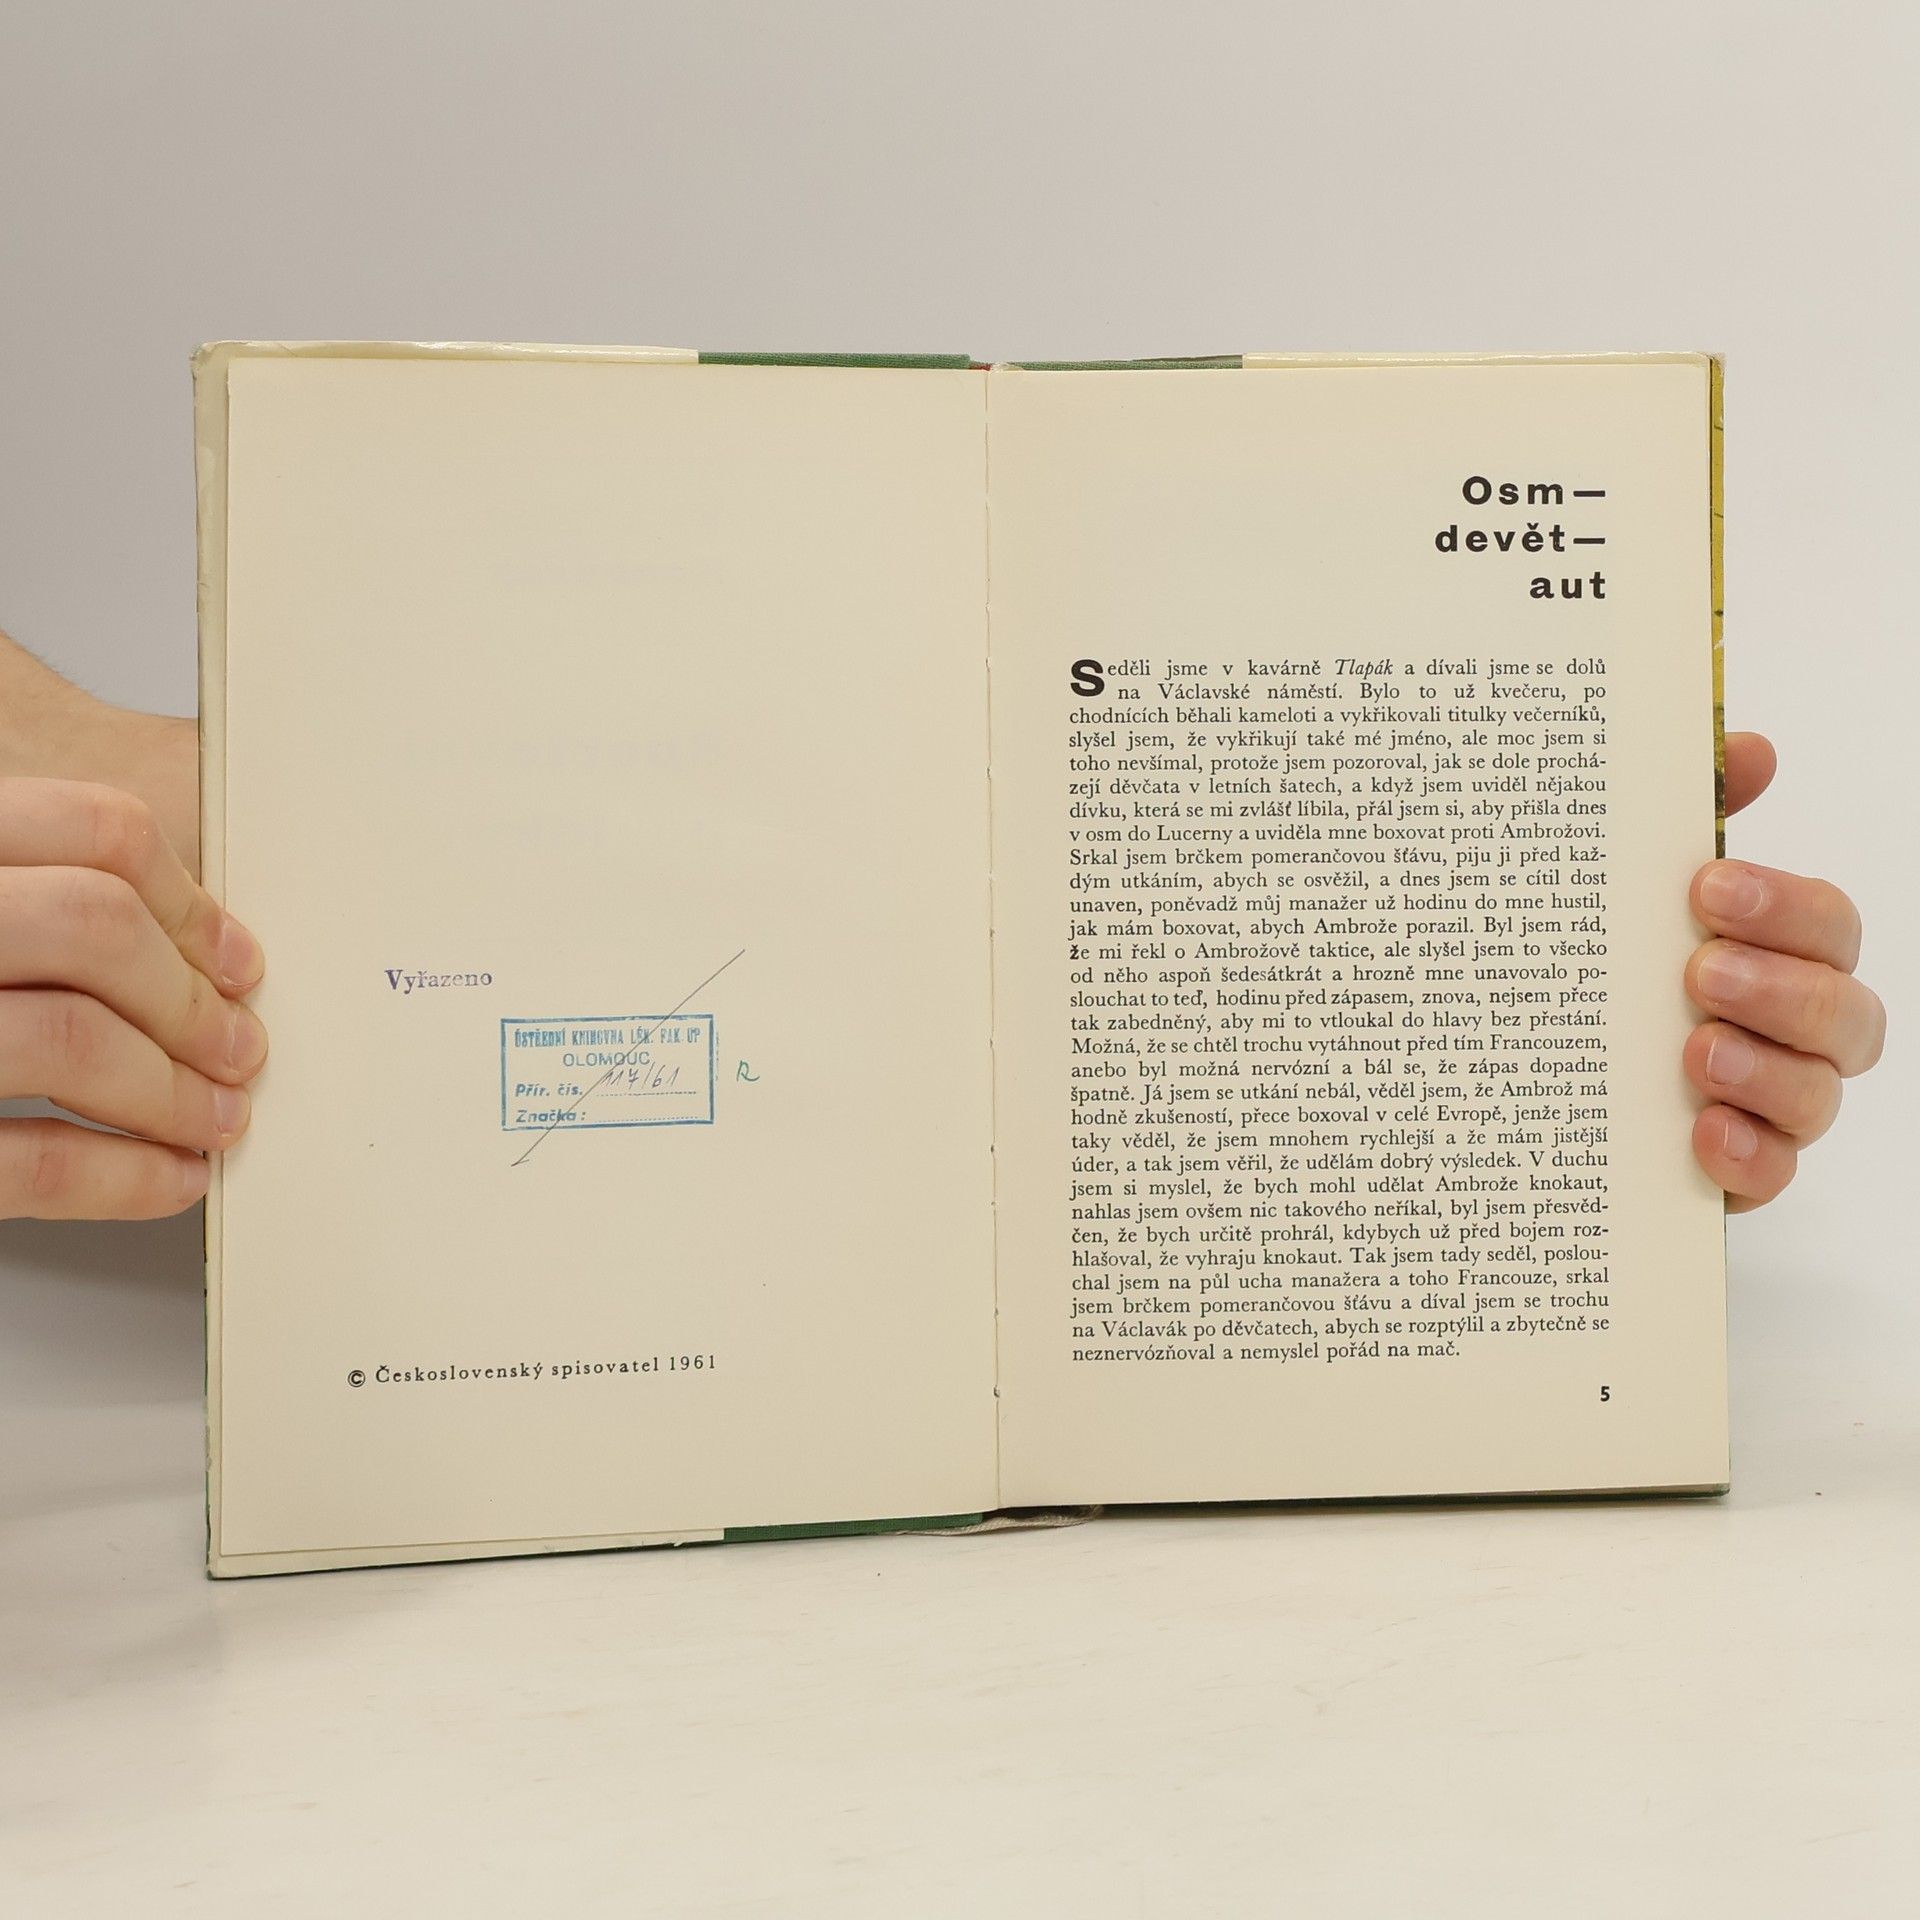 Vyřazeno
ÚSTŘEDNÍ KNIHOVNA LÉK. FAK. UP
OLOMOUC
Přír. čís. 117/61
Značka:
R
© Československý spisovatel 1961
Osm—
devět—
aut
Seděli jsme v kavárně Tlapák a dívali jsme se dolů
na Václavské náměstí. Bylo to už kvečeru, po
chodnících běhali kameloti a vykřikovali titulky večerníků,
slyšel jsem, že vykřikují také mé jméno, ale moc jsem si
toho nevšímal, protože jsem pozoroval, jak se dole prochá-
zejí děvčata v letních šatech, a když jsem uviděl nějakou
dívku, která se mi zvlášť líbila, přál jsem si, aby přišla dnes
v osm do Lucerny a uviděla mne boxovat proti Ambrožovi.
Srkal jsem brčkem pomerančovou šťávu, piju ji před kaž-
dým utkáním, abych se osvěžil, a dnes jsem se cítil dost
unaven, poněvadž můj manažer už hodinu do mne hustil,
jak mám boxovat, abych Ambrože porazil. Byl jsem rád,
že mi řekl o Ambrožově taktice, ale slyšel jsem to všecko
od něho aspoň šedesátkrát a hrozně mne unavovalo po-
slouchat to teď, hodinu před zápasem, znova, nejsem přece
tak zabedněný, aby mi to vtloukal do hlavy bez přestání.
Možná, že se chtěl trochu vytáhnout před tím Francouzem,
anebo byl možná nervózní a bál se, že zápas dopadne
špatně. Já jsem se utkání nebál, věděl jsem, že Ambrož má
hodně zkušeností, přece boxoval v celé Evropě, jenže jsem
taky věděl, že jsem mnohem rychlejší a že mám jistější
úder, a tak jsem věřil, že udělám dobrý výsledek. V duchu
jsem si myslel, že bych mohl udělat Ambrože knokaut,
nahlas jsem ovšem nic takového neříkal, byl jsem přesvěd-
čen, že bych určitě prohrál, kdybych už před bojem roz-
hlašoval, že vyhraju knokaut. Tak jsem tady seděl, poslou-
chal jsem na půl ucha manažera a toho Francouze, srkal
jsem brčkem pomerančovou šťávu a díval jsem se trochu
na Václavák po děvčatech, abych se rozptýlil a zbytečně se
neznervózňoval a nemyslel pořád na mač.
5